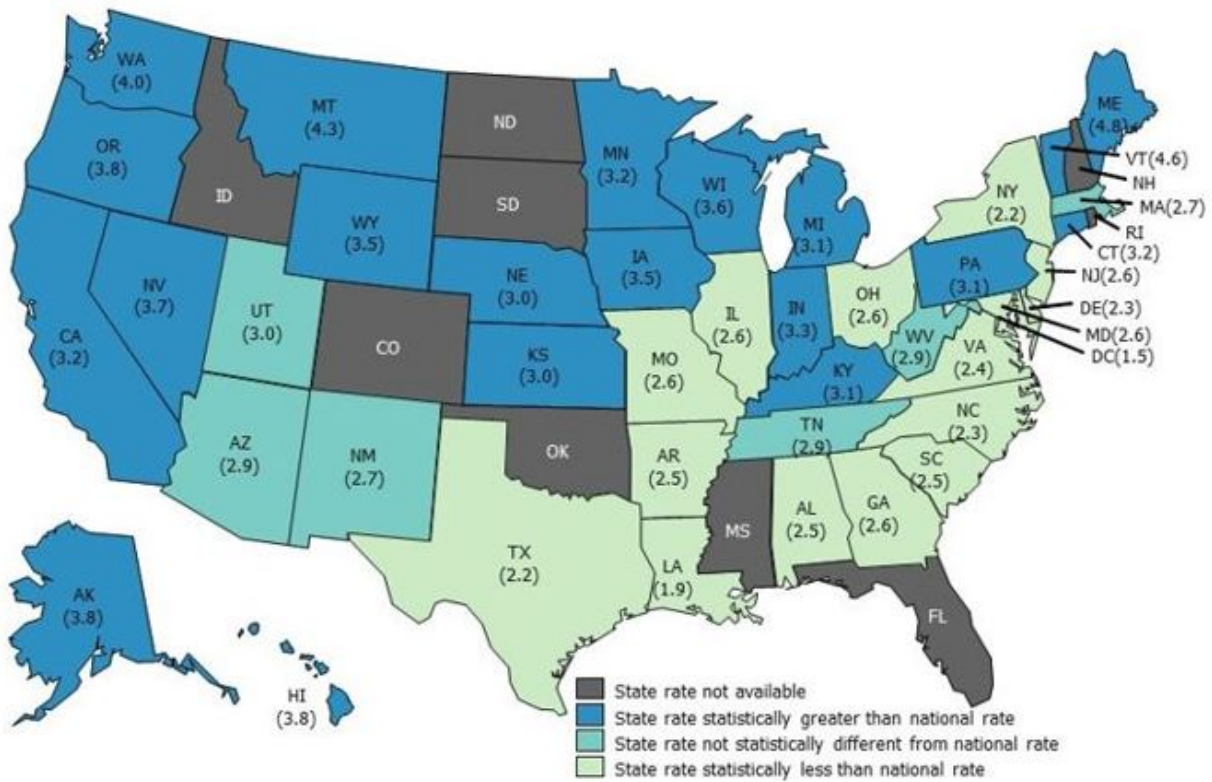 WA
(4.0)
MT
(4.3)
ND
ME
(4.8)
OR
(3.8)
MN
(3.2)
VT(4.6)
NH
ID
SD
WI
(3.6)
NY
(2.2)
MA(2.7)
RI
WY
(3.5)
MI
(3.1)
CT(3.2)
IA
(3.5)
PA
(3.1)
NJ(2.6)
NE
(3.0)
NV
(3.7)
UT
(3.0)
IL
(2.6)
IN
(3.3)
OH
(2.6)
DE(2.3)
MD(2.6)
DC(1.5)
CA
(3.2)
CO
KS
(3.0)
MO
(2.6)
WV
(2.9)
VA
(2.4)
KY
(3.1)
NC
(2.3)
TN
(2.9)
AZ
(2.9)
NM
(2.7)
OK
AR
(2.5)
SC
(2.5)
MS
AL
(2.5)
GA
(2.6)
TX
(2.2)
LA
(1.9)
AK
(3.8)
FL
HI
(3.8)
State rate not available
State rate statistically greater than national rate
State rate not statistically different from national rate
State rate statistically less than national rate